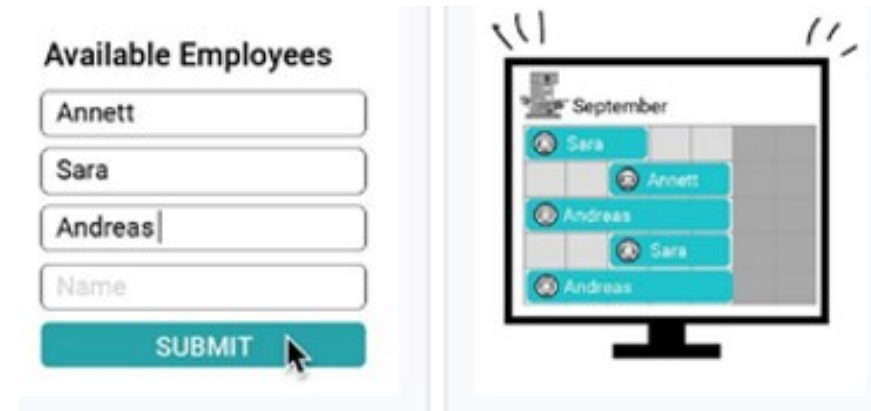 Available Employees
Annett
Sara
Andreas
Name
SUBMIT
September
Sara
Annett
Andreas
Sara
Andreas